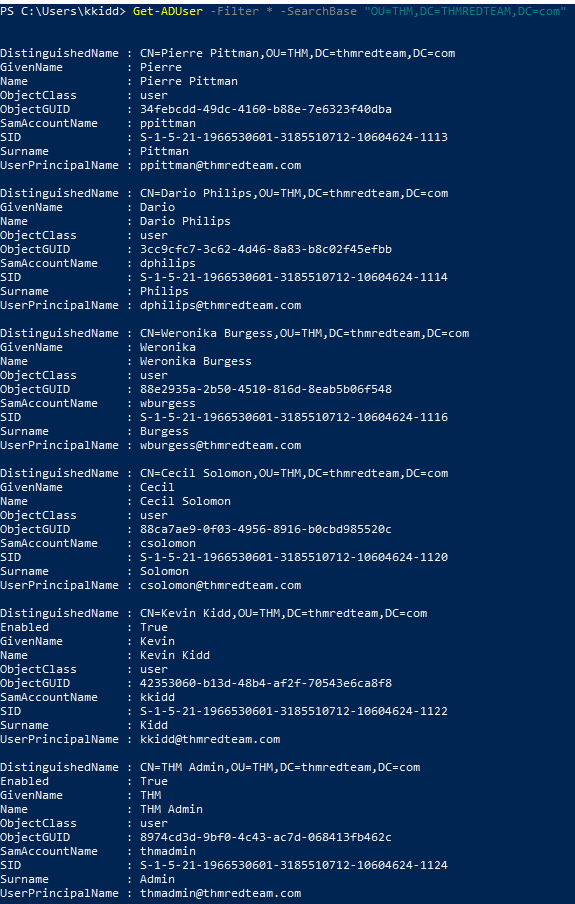 PS C:\Users\kkidd> Get-ADUser -Filter * -SearchBase "OU=THM,DC=THMREDTEAM,DC=com"
DistinguishedName : CN=Pierre Pittman,OU=THM,DC=thmredteam,DC=com
GivenName : Pierre
Name : Pierre Pittman
ObjectClass : user
ObjectGUID : 34febcdd-49dc-4160-b88e-7e6323f40dba
SamAccountName : ppittman
SID : S-1-5-21-1966530601-3185510712-10604624-1113
Surname : Pittman
UserPrincipalName : ppittman@thmredteam.com
DistinguishedName : CN=Dario Philips,OU=THM,DC=thmredteam,DC=com
GivenName : Dario
Name : Dario Philips
ObjectClass : user
ObjectGUID : 3cc9cfc7-3c62-4d46-8a83-b8c02f45efbb
SamAccountName : dphilips
SID : S-1-5-21-1966530601-3185510712-10604624-1114
Surname : Philips
UserPrincipalName : dphilips@thmredteam.com
DistinguishedName : CN=Weronika Burgess,OU=THM,DC=thmredteam,DC=com
GivenName : Weronika
Name : Weronika Burgess
ObjectClass : user
ObjectGUID : 88e2935a-2b50-4510-816d-8eab5b06f548
SamAccountName : wburgess
SID : S-1-5-21-1966530601-3185510712-10604624-1116
Surname : Burgess
UserPrincipalName : wburgess@thmredteam.com
DistinguishedName : CN=Cecil Solomon,OU=THM,DC=thmredteam,DC=com
GivenName : Cecil
Name : Cecil Solomon
ObjectClass : user
ObjectGUID : 88ca7ae9-0f03-4956-8916-b0cbd985520c
SamAccountName : csolomon
SID : S-1-5-21-1966530601-3185510712-10604624-1120
Surname : Solomon
UserPrincipalName : csolomon@thmredteam.com
DistinguishedName : CN=Kevin Kidd,OU=THM,DC=thmredteam,DC=com
Enabled : True
GivenName : Kevin
Name : Kevin Kidd
ObjectClass : user
ObjectGUID : 42353060-b13d-48b4-af2f-70543e6ca8f8
SamAccountName : kkidd
SID : S-1-5-21-1966530601-3185510712-10604624-1122
Surname : Kidd
UserPrincipalName : kkidd@thmredteam.com
DistinguishedName : CN=THM Admin,OU=THM,DC=thmredteam,DC=com
Enabled : True
GivenName : THM
Name : THM Admin
ObjectClass : user
ObjectGUID : 8974cd3d-9bf0-4c43-ac7d-068413fb462c
SamAccountName : thmadmin
SID : S-1-5-21-1966530601-3185510712-10604624-1124
Surname : Admin
UserPrincipalName : thmadmin@thmredteam.com